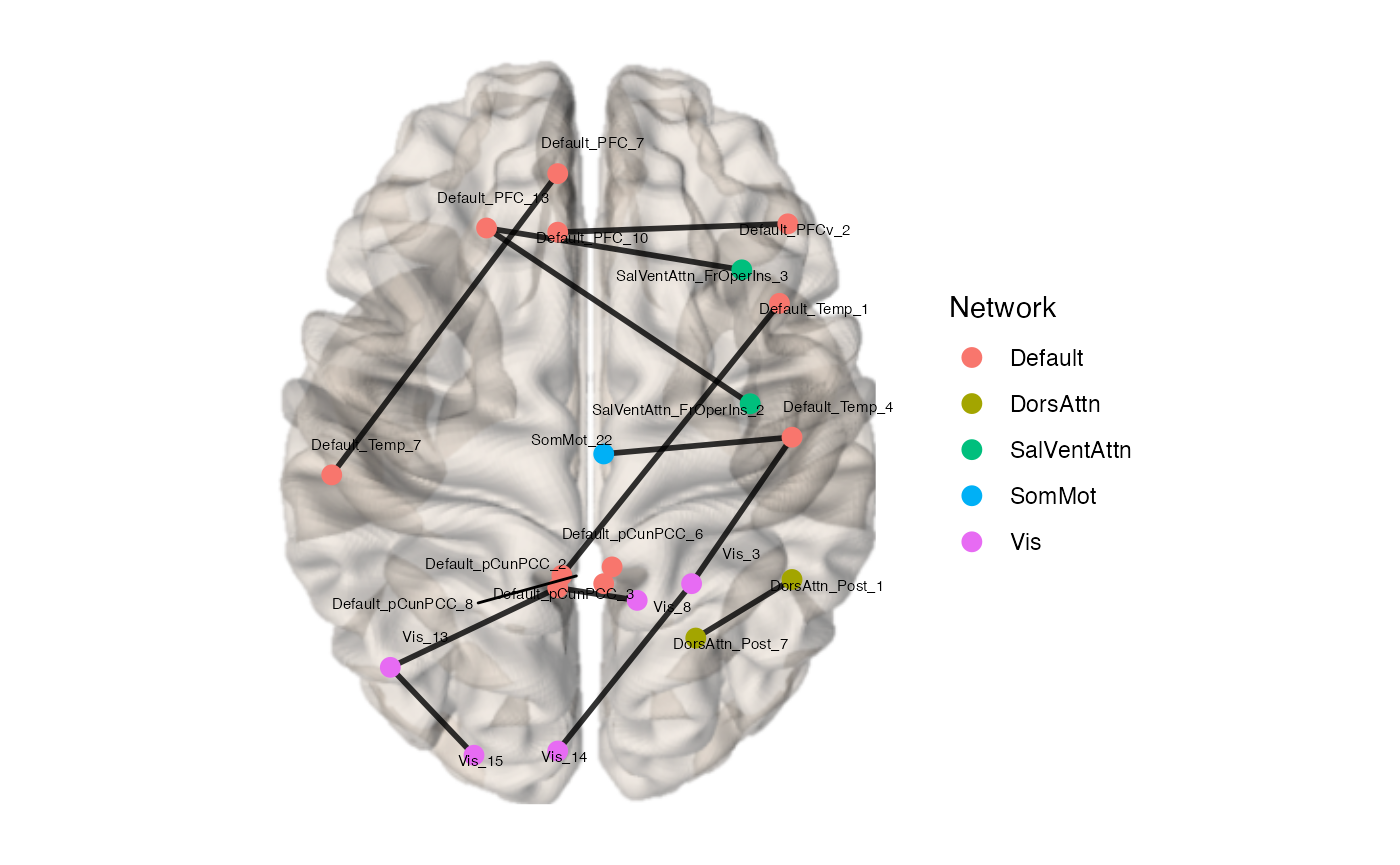 Default_PFC_7
Default_PFC_13
Default_PFC_10
Default_PFCv_2
SalVentAttn_FrOperIns_3
Default_Temp_1
SalVentAttn_FrOperIns_2
Default_Temp_4
Default_Temp_7
SomMot_22
Default_pCunPCC_6
Default_pCunPCC_2
Vis_3
Default_pCunPCC_3
DorsAttn_Post_1
Default_pCunPCC_8
Vis_8
Vis_13
DorsAttn_Post_7
Vis_15
Vis_14
Network
Default
DorsAttn
SalVentAttn
SomMot
Vis